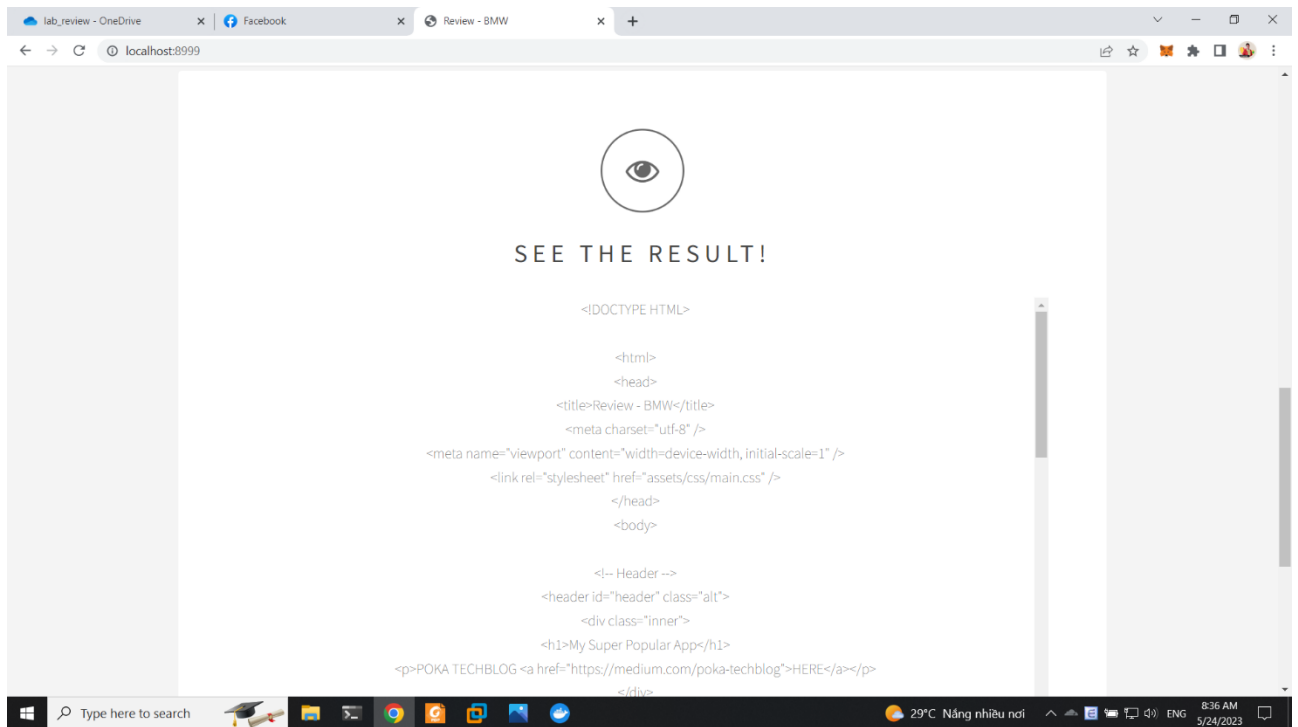 lab_review - OneDrive
Facebook
Review - BMW
localhost:8999
SEE THE RESULT!
<!DOCTYPE HTML>
<html>
<head>
<title>Review - BMW</title>
<meta charset="utf-8" />
<meta name="viewport" content="width=device-width, initial-scale=1" />
<link rel="stylesheet" href="assets/css/main.css" />
</head>
<body>
<!-- Header -->
<header id="header" class="alt">
<div class="inner">
<h1>My Super Popular App</h1>
<p>POKA TECHBLOG <a href="https://medium.com/poka-techblog">HERE</a></p>
</div>
Type here to search
29°C Nắng nhiều nơi
ENG
8:36 AM
5/24/2023